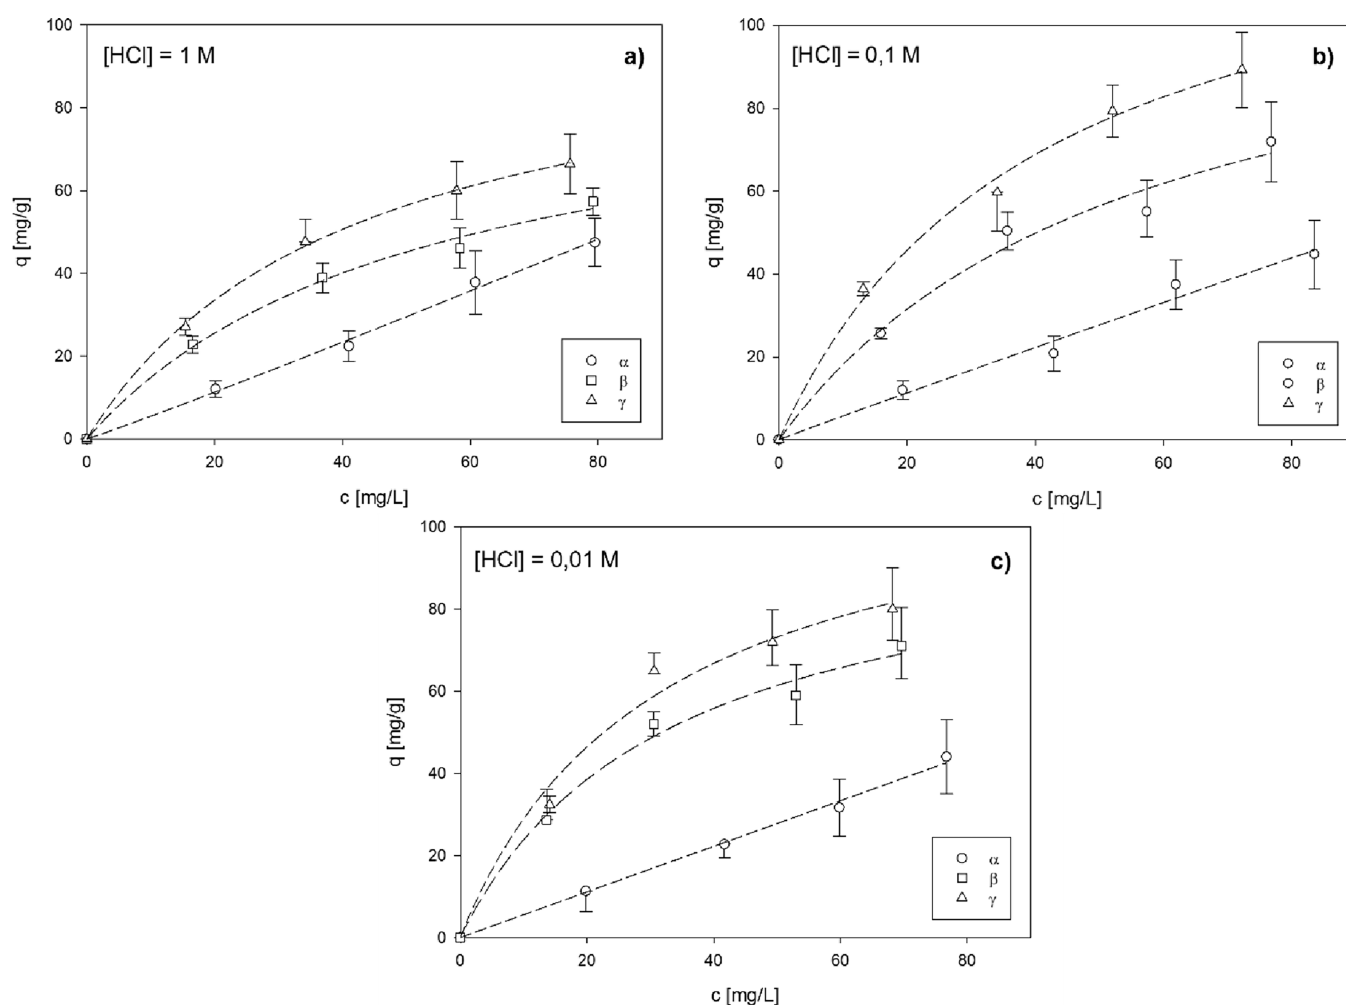 [HCl] = 1 M
a)
100
80
60
40
20
0
q [mg/g]
α
β
γ
0 20 40 60 80
c [mg/L]
[HCl] = 0,1 M
b)
100
80
60
40
20
0
q [mg/g]
α
β
γ
0 20 40 60 80
c [mg/L]
[HCl] = 0,01 M
c)
100
80
60
40
20
0
q [mg/g]
α
β
γ
0 20 40 60 80
c [mg/L]